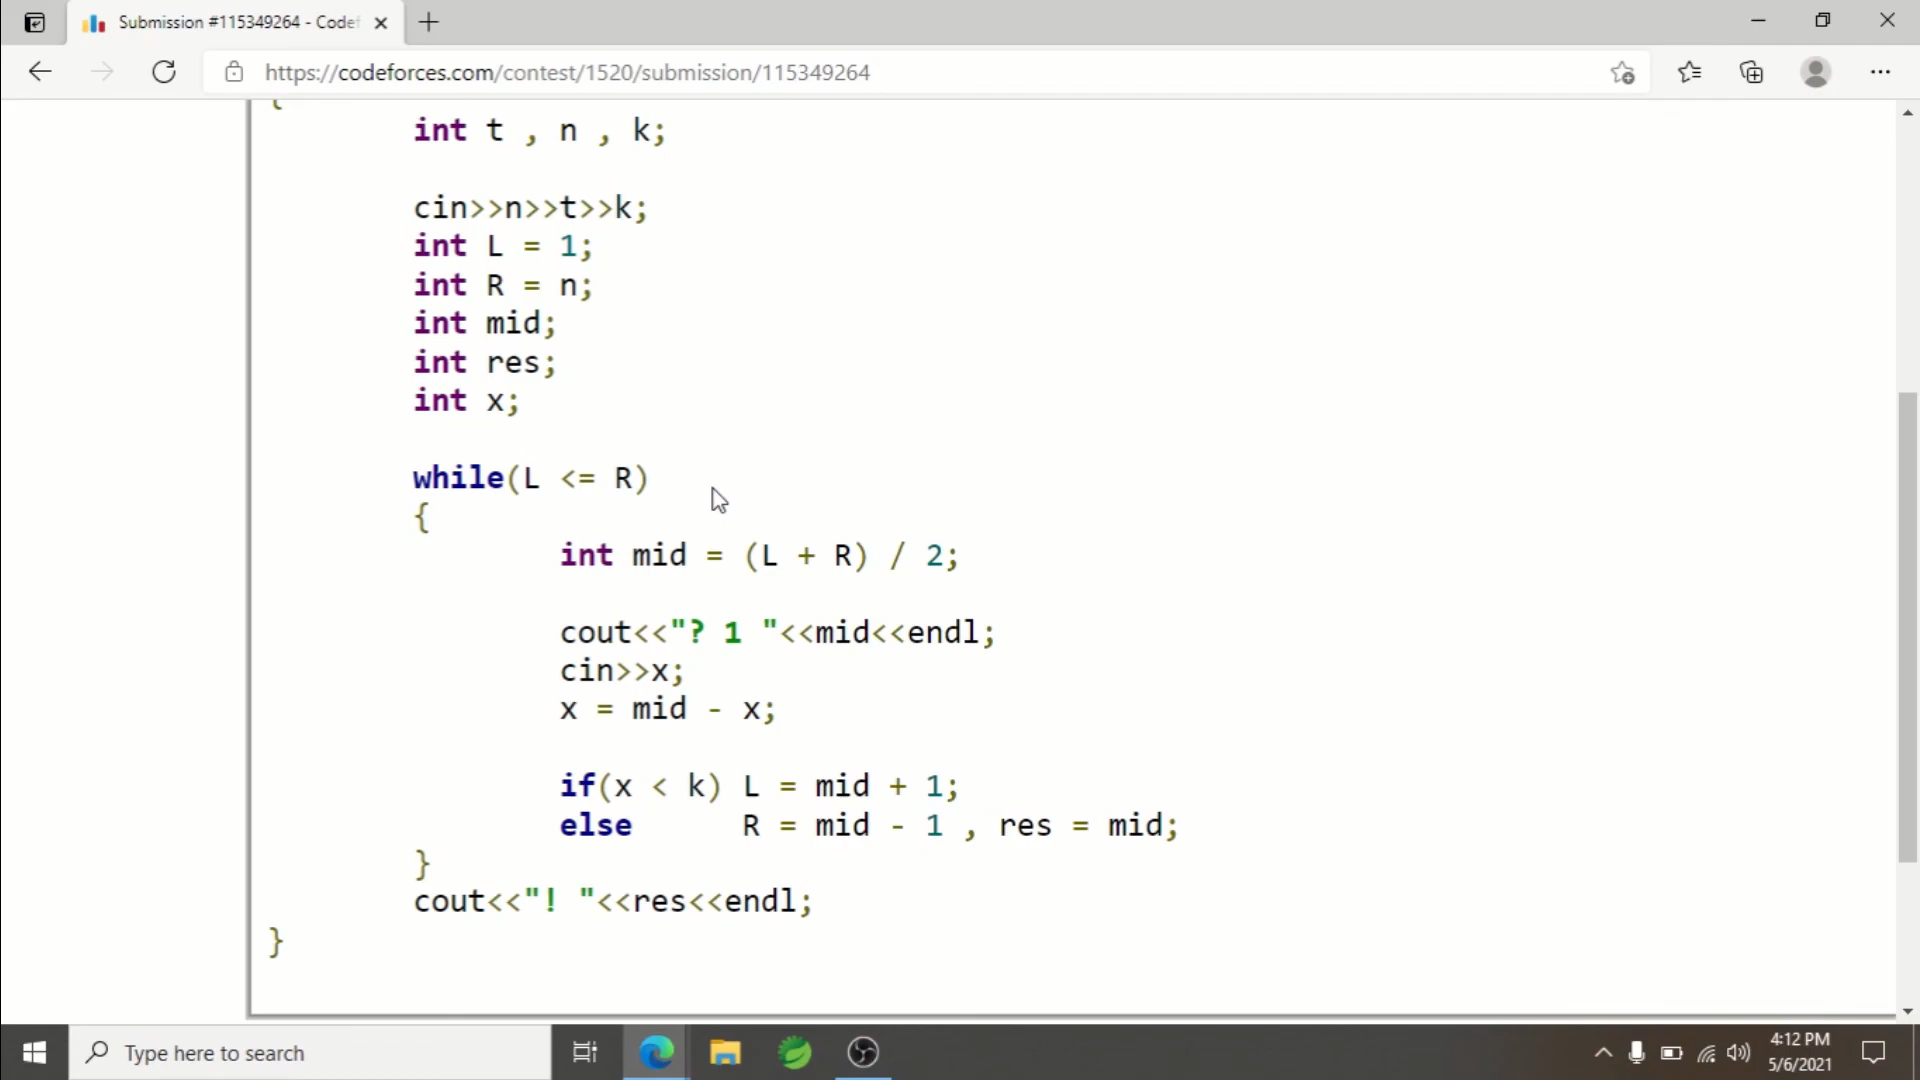 Submission #115349264 - Codef
https://codeforces.com/contest/1520/submission/115349264
{
int t , n , k;
cin>>n>>t>>k;
int L = 1;
int R = n;
int mid;
int res;
int x;
while(L <= R)
{
int mid = (L + R) / 2;
cout<<"? 1 "<<mid<<endl;
cin>>x;
x = mid - x;
if(x < k) L = mid + 1;
else R = mid - 1 , res = mid;
}
cout<<"! "<<res<<endl;
}
Type here to search
4:12 PM
5/6/2021